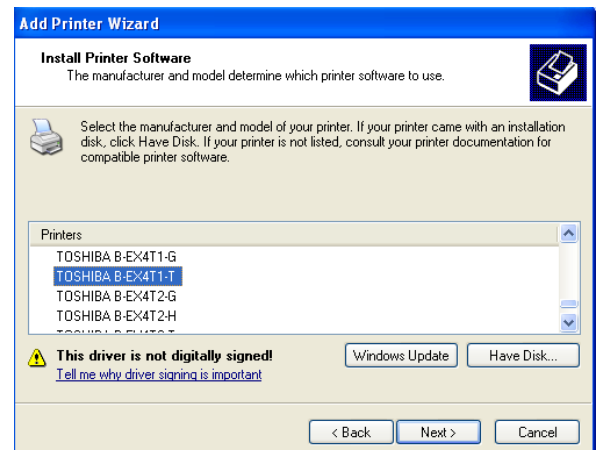 Add Printer Wizard
Install Printer Software
The manufacturer and model determine which printer software to use.
Select the manufacturer and model of your printer. If your printer came with an installation
disk, click Have Disk. If your printer is not listed, consult your printer documentation for
compatible printer software.
Printers
TOSHIBA B-EX4T1-G
TOSHIBA B-EX4T1-T
TOSHIBA B-EX4T2-G
TOSHIBA B-EX4T2-H
This driver is not digitally signed!
Windows Update
Have Disk...
Tell me why driver signing is important
< Back
Next >
Cancel